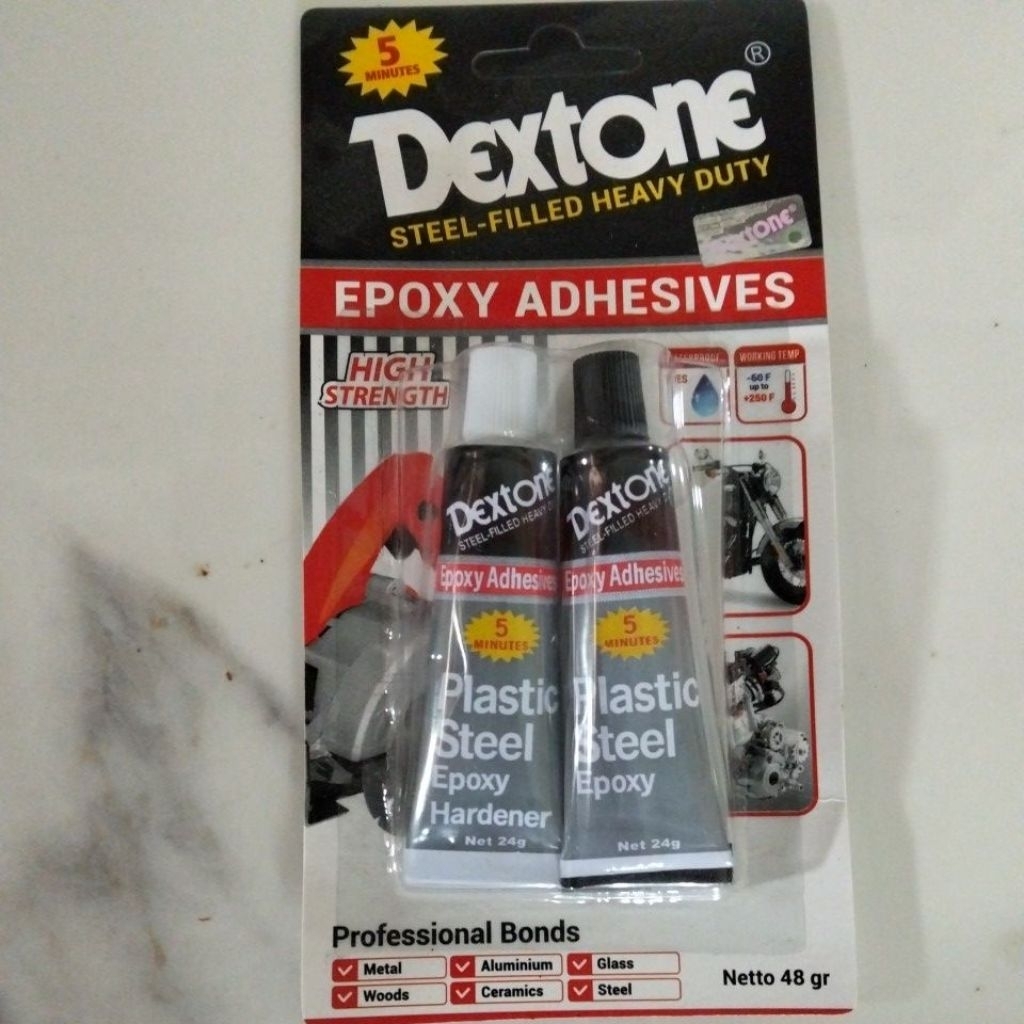 5
MINUTES
Dextone®
STEEL-FILLED HEAVY DUTY
EPOXY ADHESIVES
HIGH
STRENGTH
WORKING TEMP
-60 F
up to
+250 F
Dextone
STEEL-FILLED HEAVY
Epoxy Adhesives
5
MINUTES
Plastic
Steel
Epoxy
Hardener
Net 24g
Dextone
STEEL-FILLED HEAVY
Epoxy Adhesives
5
MINUTES
Plastic
Steel
Epoxy
Net 24g
Professional Bonds
Metal Aluminium Glass
Woods Ceramics Steel
Netto 48 gr